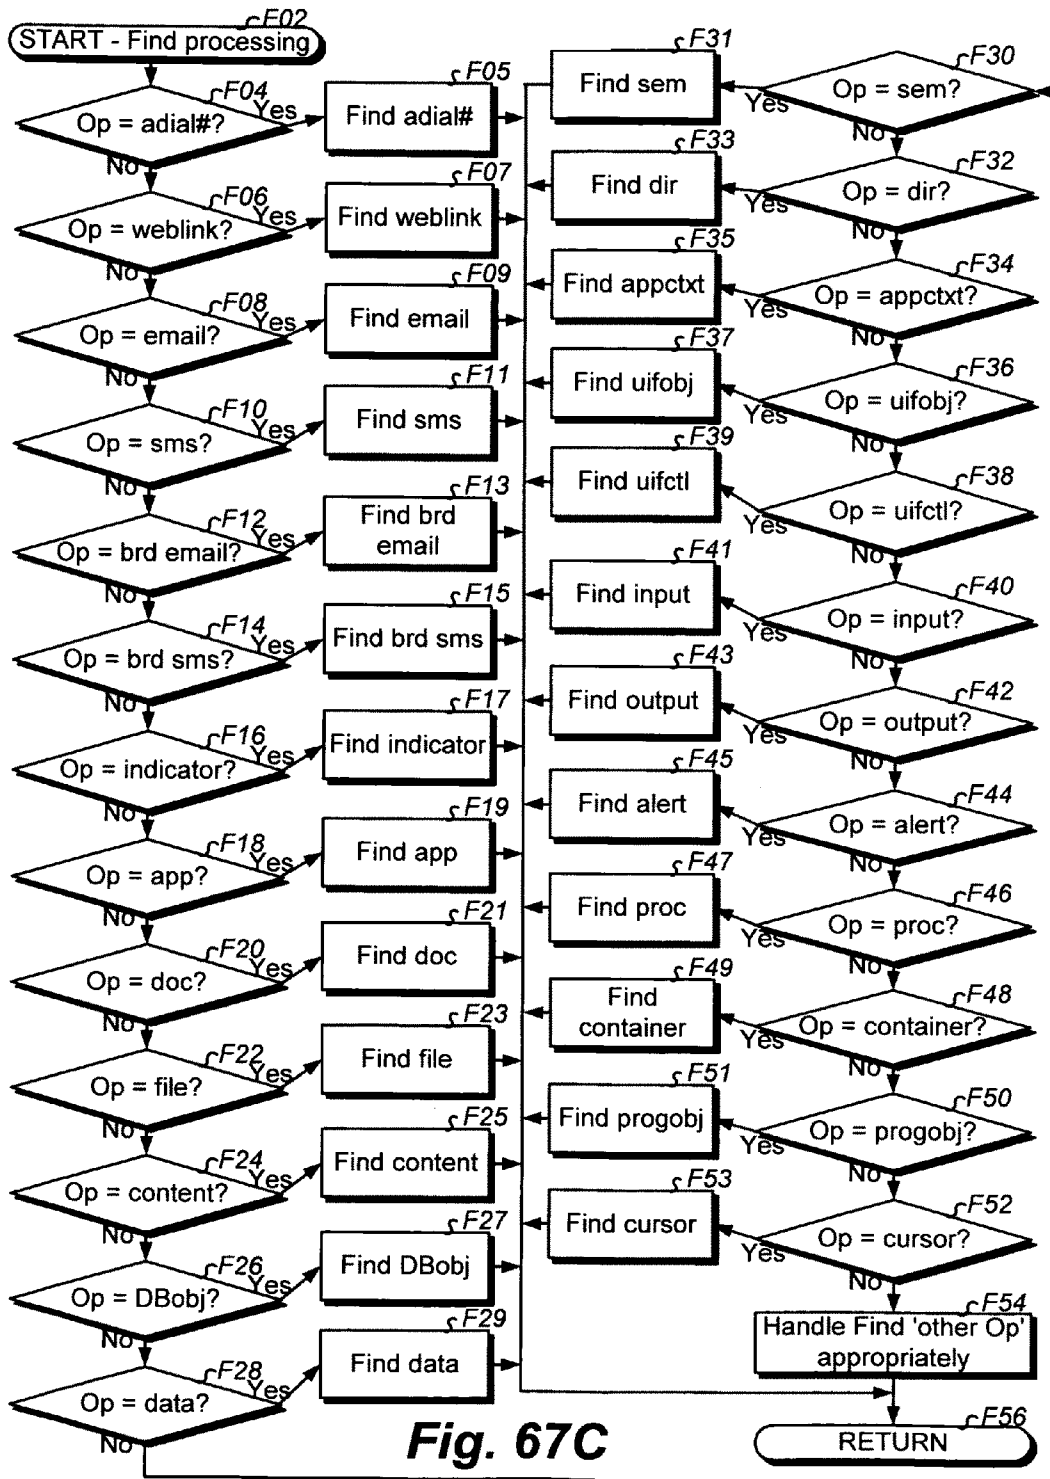 F02
START - Find processing
F04
Op = adial#?
Yes
No
F05
Find adial#
F06
Op = weblink?
Yes
No
F07
Find weblink
F08
Op = email?
Yes
No
F09
Find email
F10
Op = sms?
Yes
No
F11
Find sms
F12
Op = brd email?
Yes
No
F13
Find brd
email
F14
Op = brd sms?
Yes
No
F15
Find brd sms
F16
Op = indicator?
Yes
No
F17
Find indicator
F18
Op = app?
Yes
No
F19
Find app
F20
Op = doc?
Yes
No
F21
Find doc
F22
Op = file?
Yes
No
F23
Find file
F24
Op = content?
Yes
No
F25
Find content
F26
Op = DBobj?
Yes
No
F27
Find DBobj
F28
Op = data?
Yes
No
F29
Find data
F30
Op = sem?
Yes
No
F31
Find sem
F32
Op = dir?
Yes
No
F33
Find dir
F34
Op = appctxt?
Yes
No
F35
Find appctxt
F36
Op = uifobj?
Yes
No
F37
Find uifobj
F38
Op = uifctl?
Yes
No
F39
Find uifctl
F40
Op = input?
Yes
No
F41
Find input
F42
Op = output?
Yes
No
F43
Find output
F44
Op = alert?
Yes
No
F45
Find alert
F46
Op = proc?
Yes
No
F47
Find proc
F48
Op = container?
Yes
No
F49
Find
container
F50
Op = progobj?
Yes
No
F51
Find progobj
F52
Op = cursor?
Yes
No
F53
Find cursor
F54
Handle Find 'other Op'
appropriately
F56
RETURN
Fig. 67C